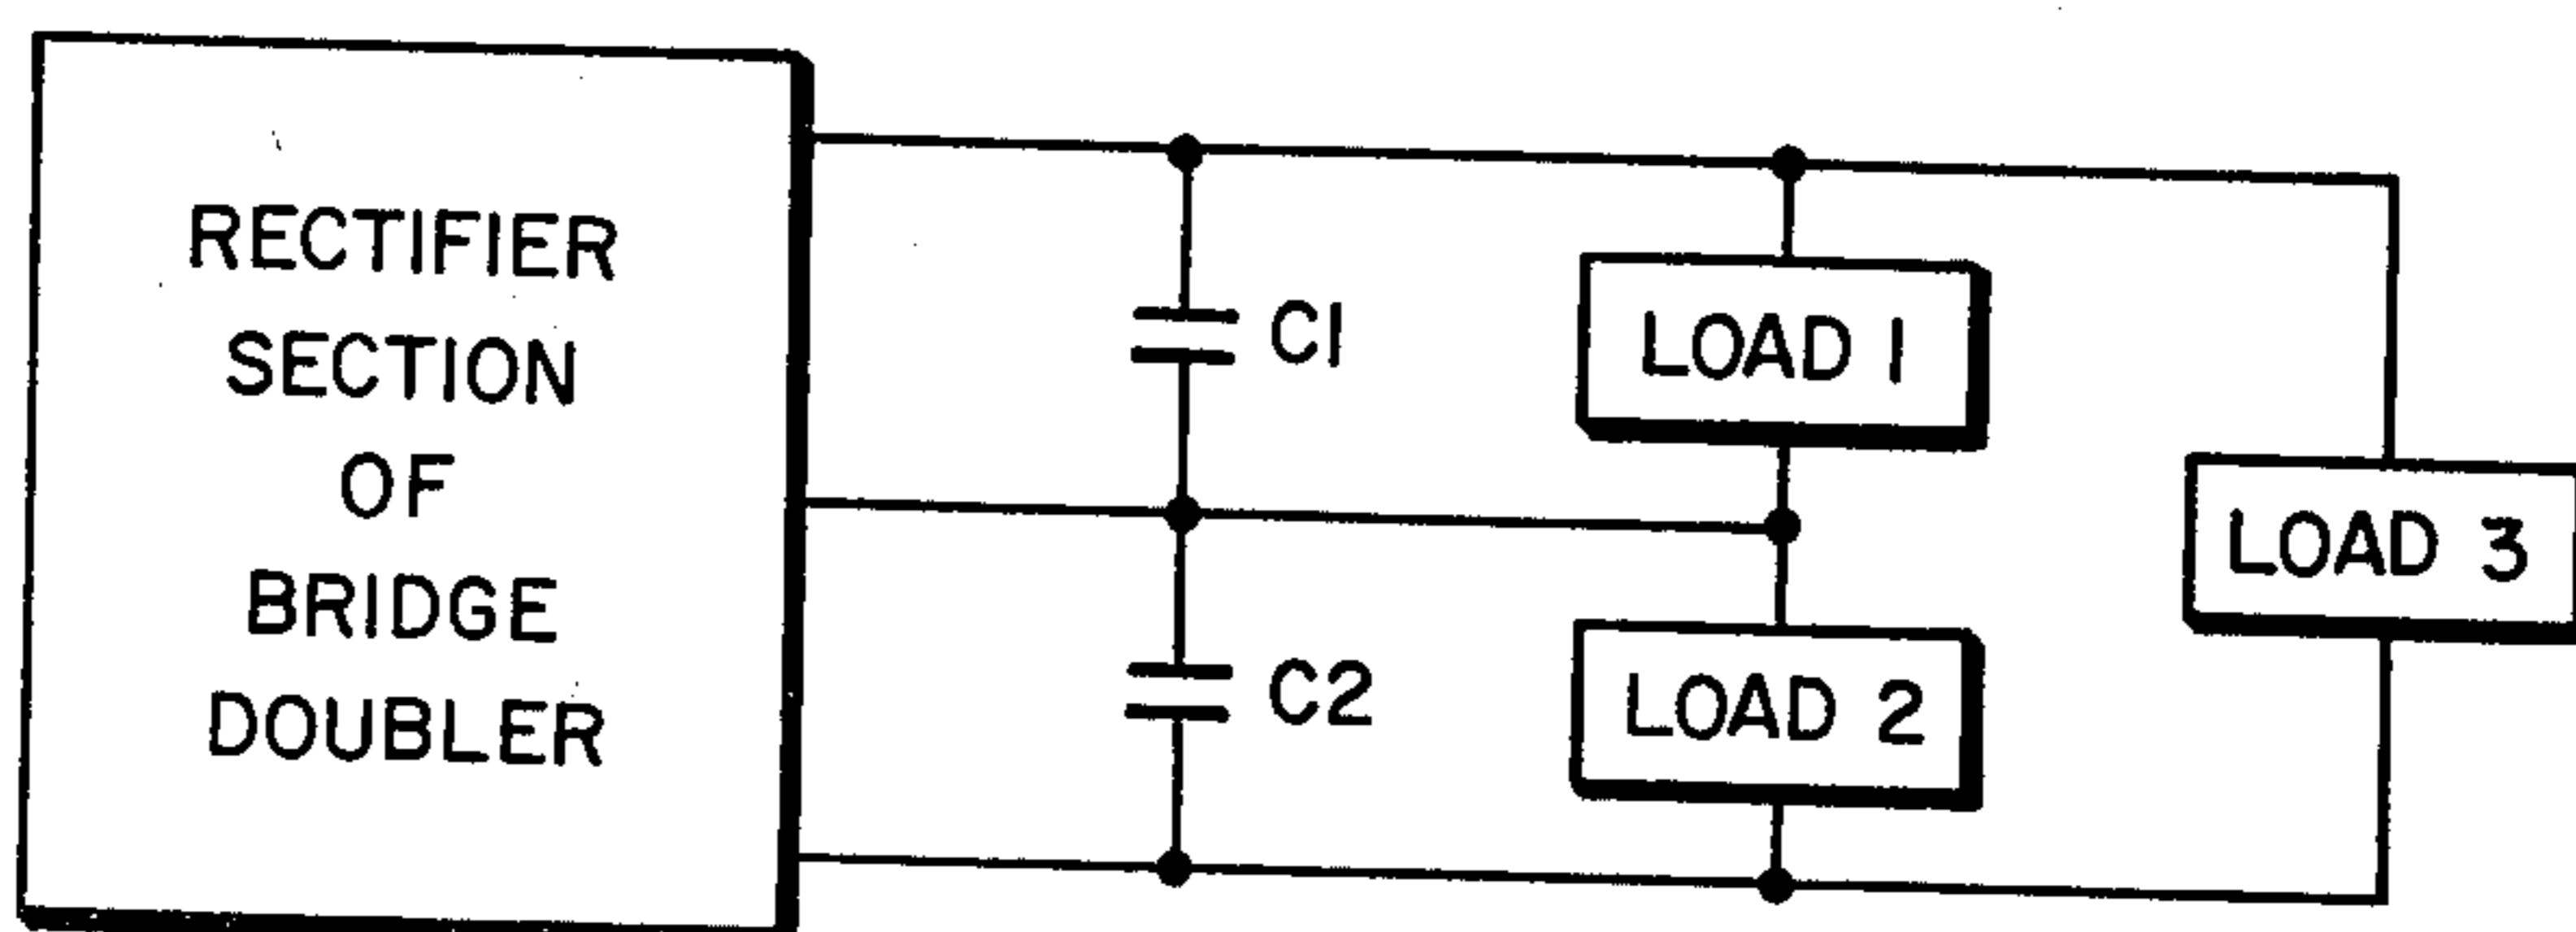 RECTIFIER
SECTION
OF
BRIDGE
DOUBLER
C1
C2
LOAD 1
LOAD 2
LOAD 3